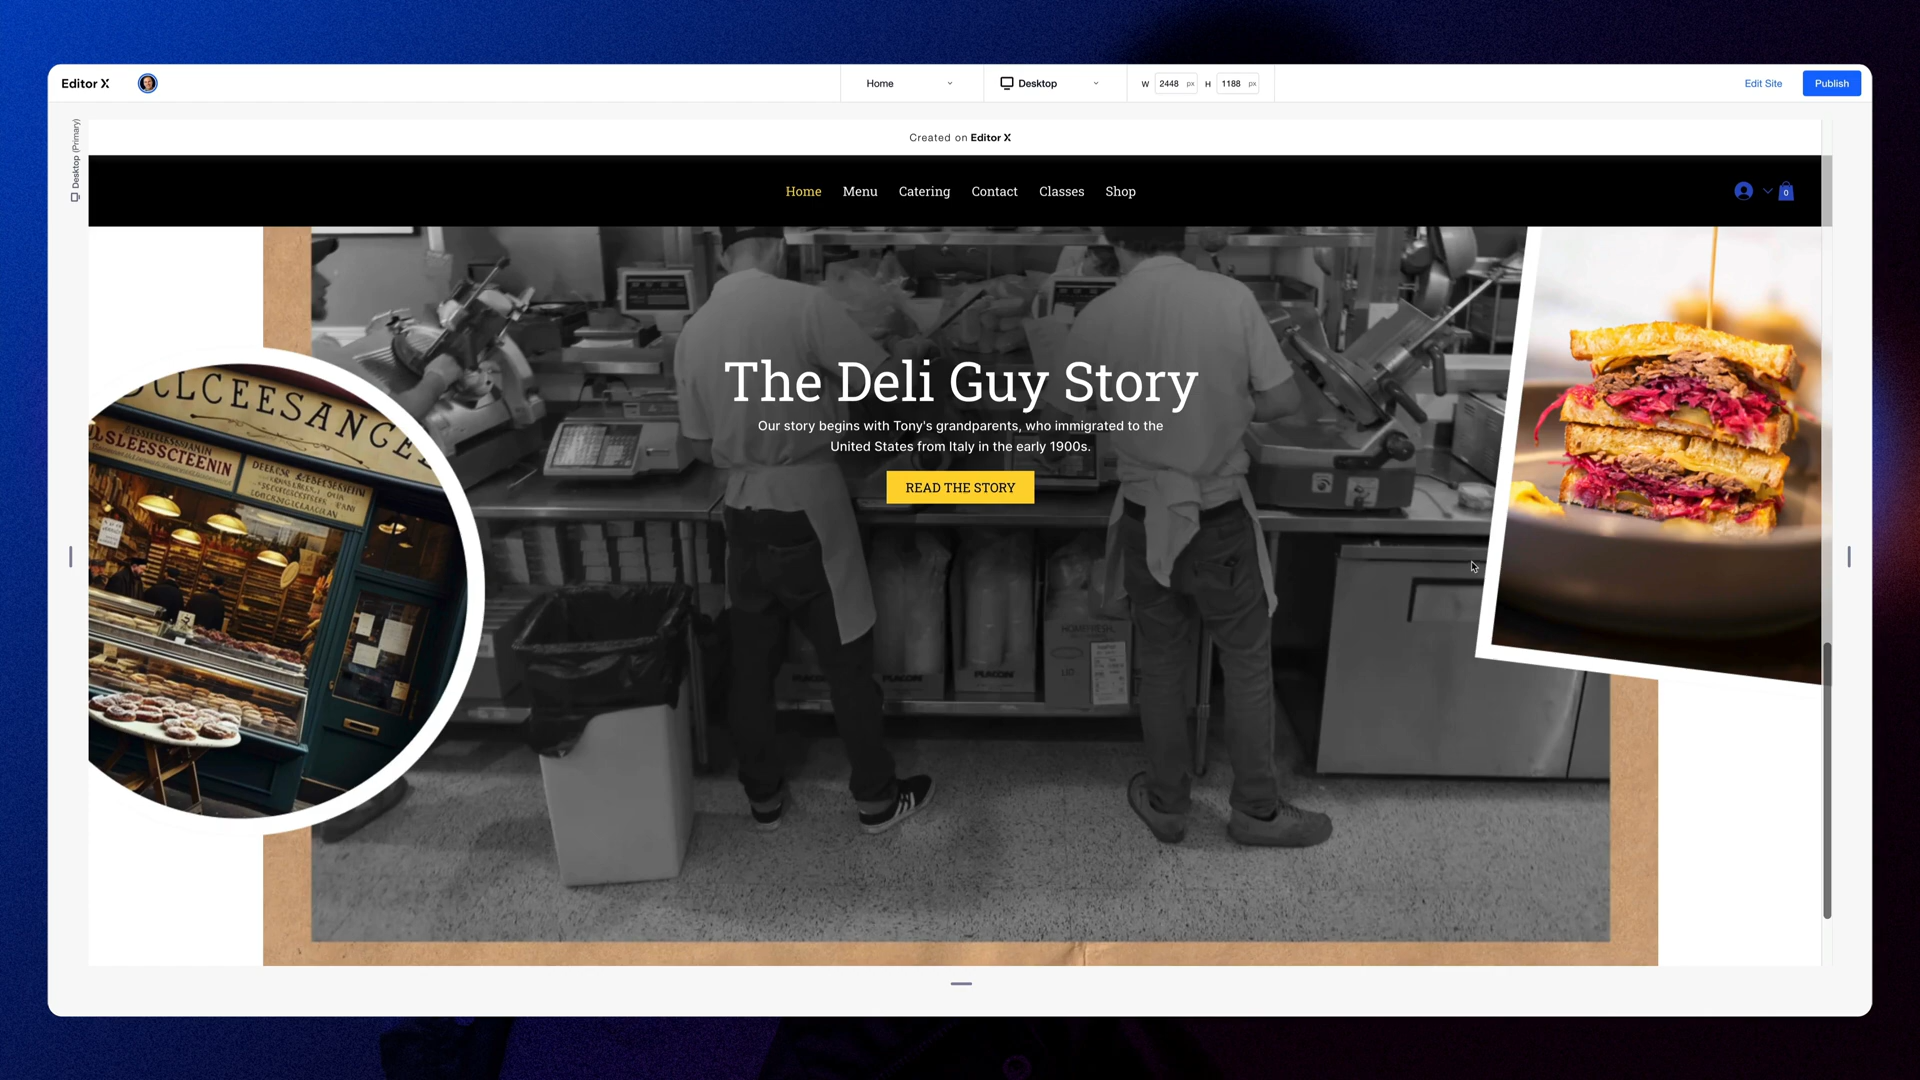 Editor X
Home
Desktop
W 2448 px H 1188 px
Edit Site
Publish
Desktop (Primary)
Created on Editor X
Home Menu Catering Contact Classes Shop
0
The Deli Guy Story
Our story begins with Tony's grandparents, who immigrated to the
United States from Italy in the early 1900s.
READ THE STORY
PLACON